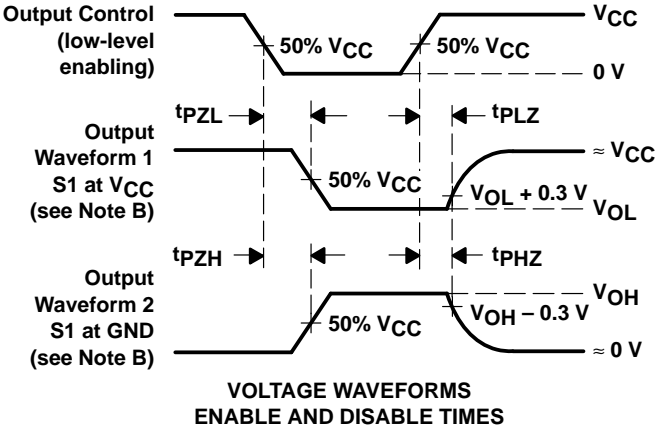 Output Control
(low-level
enabling)
50% VCC
50% VCC
VCC
0 V
tPZL
tPLZ
Output
Waveform 1
S1 at VCC
(see Note B)
50% VCC
≈ VCC
VOL + 0.3 V
VOL
tPZH
tPHZ
Output
Waveform 2
S1 at GND
(see Note B)
50% VCC
VOH
VOH − 0.3 V
≈ 0 V
VOLTAGE WAVEFORMS
ENABLE AND DISABLE TIMES